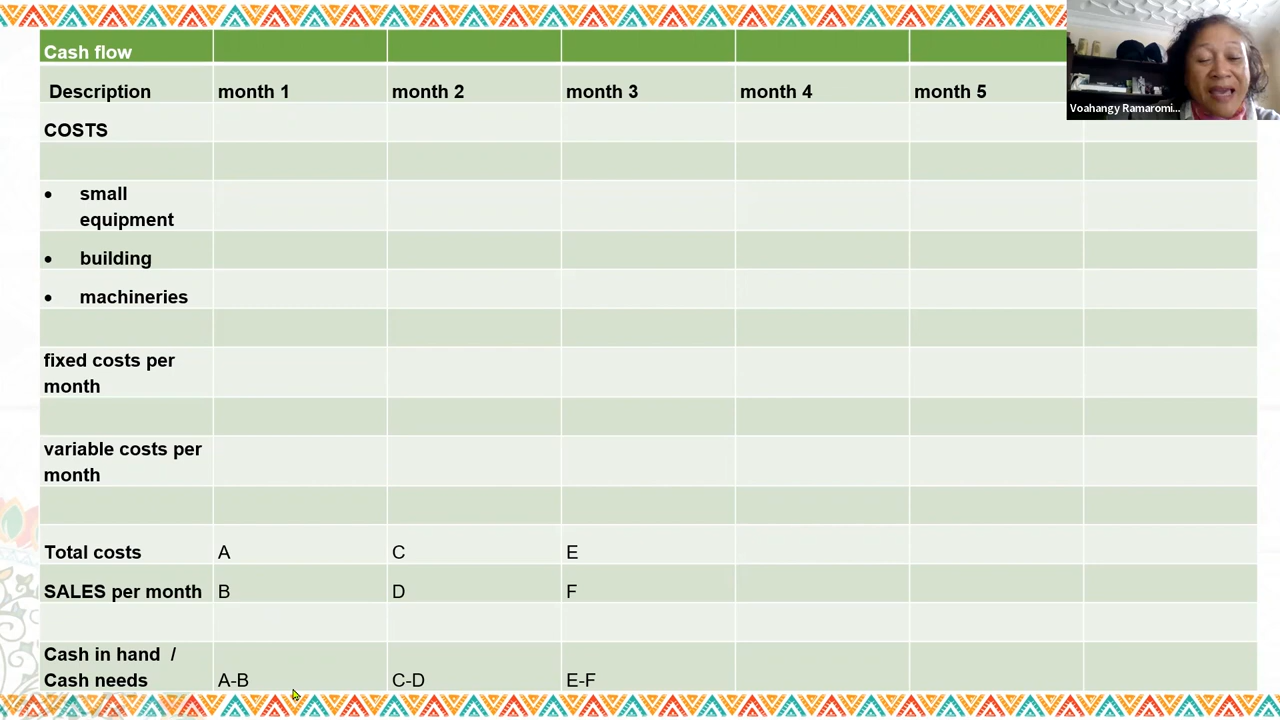 Cash flow
Description month 1 month 2 month 3 month 4 month 5
COSTS
• small
equipment
• building
• machineries
fixed costs per
month
variable costs per
month
Total costs A C E
SALES per month B D F
Cash in hand /
Cash needs A-B C-D E-F
Voahangy Ramaromi...